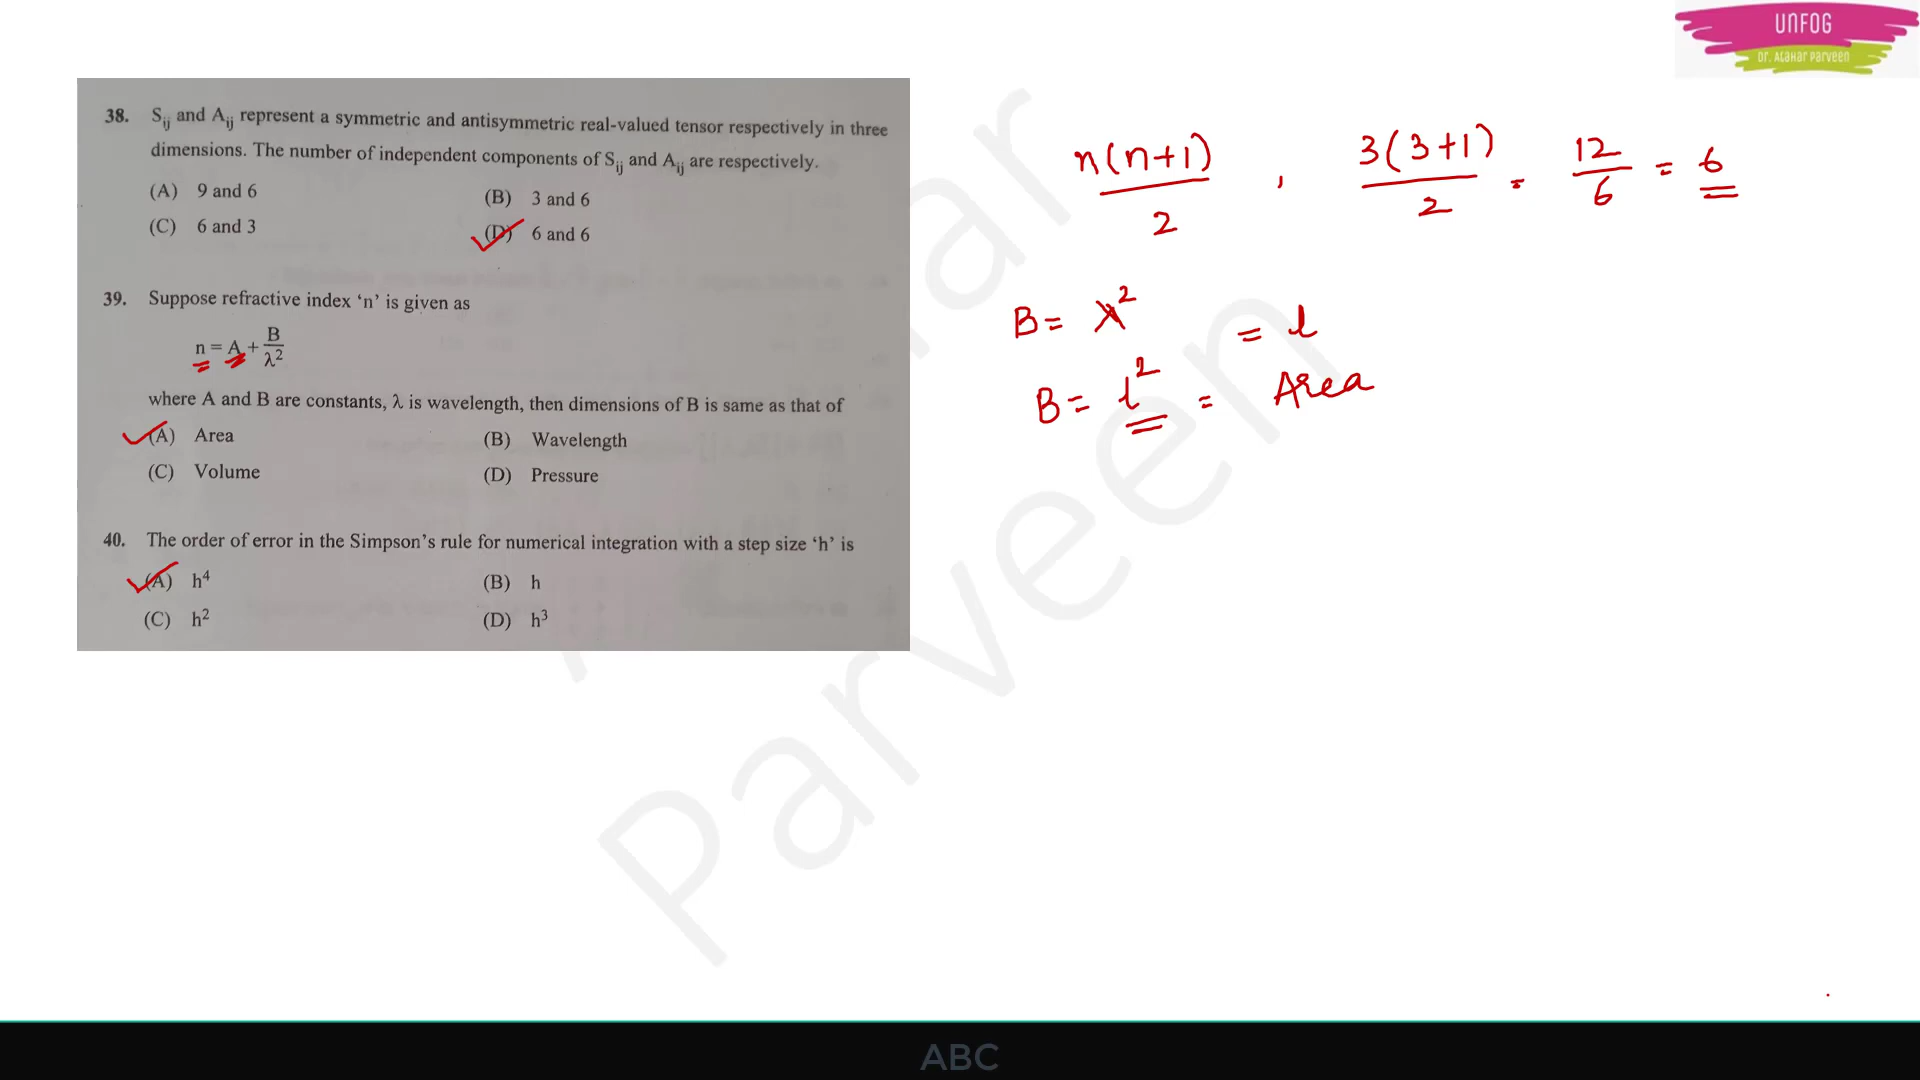 UNFOG
Dr. Atahar Parveen
38. Sij and Aij represent a symmetric and antisymmetric real-valued tensor respectively in three
dimensions. The number of independent components of Sij and Aij are respectively.
(A) 9 and 6 (B) 3 and 6
(C) 6 and 3 (D) 6 and 6
39. Suppose refractive index ‘n’ is given as
n = A + B/λ²
where A and B are constants, λ is wavelength, then dimensions of B is same as that of
(A) Area (B) Wavelength
(C) Volume (D) Pressure
40. The order of error in the Simpson’s rule for numerical integration with a step size ‘h’ is
(A) h⁴ (B) h
(C) h² (D) h³
n(n+1)/2 , 3(3+1)/2 = 12/6 = 6
B = λ² = l
B = l² = Area
Parveen
ABC